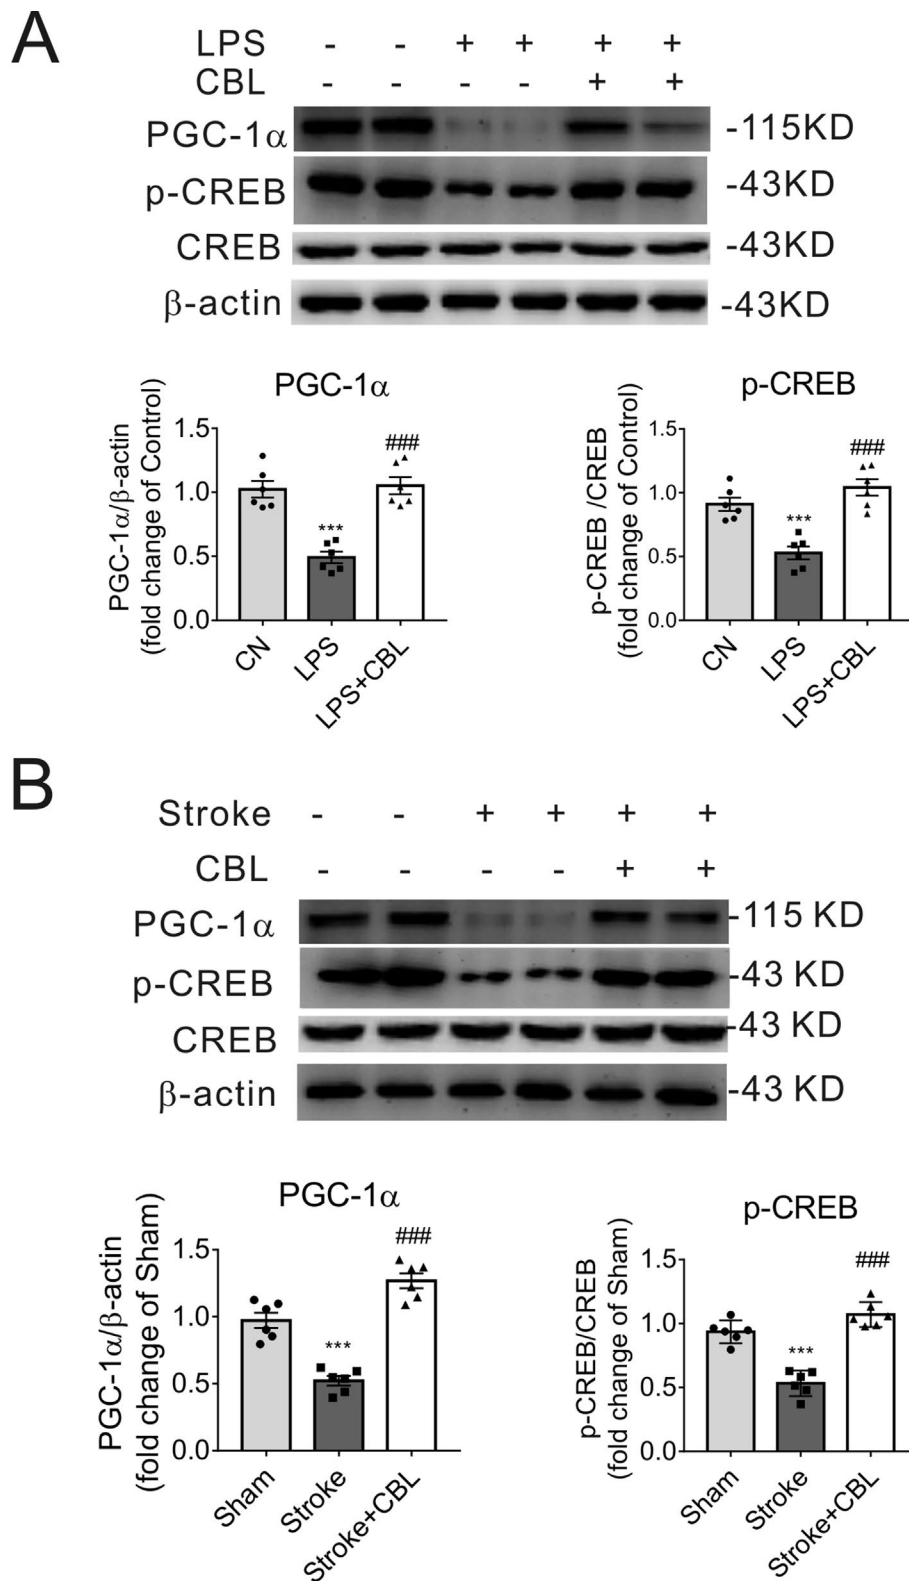 A
LPS - - + + + +
CBL - - - - + +
PGC-1α -115KD
p-CREB -43KD
CREB -43KD
β-actin -43KD
PGC-1α
PGC-1α/β-actin
(fold change of Control)
1.5
1.0
0.5
0.0
###
***
CN
LPS
LPS+CBL
p-CREB
p-CREB /CREB
(fold change of Control)
1.5
1.0
0.5
0.0
###
***
CN
LPS
LPS+CBL
B
Stroke - - + + + +
CBL - - - - + +
PGC-1α -115 KD
p-CREB -43 KD
CREB -43 KD
β-actin -43 KD
PGC-1α
PGC-1α/β-actin
(fold change of Sham)
1.5
1.0
0.5
0.0
###
***
Sham
Stroke
Stroke+CBL
p-CREB
p-CREB/CREB
(fold change of Sham)
1.5
1.0
0.5
0.0
###
***
Sham
Stroke
Stroke+CBL